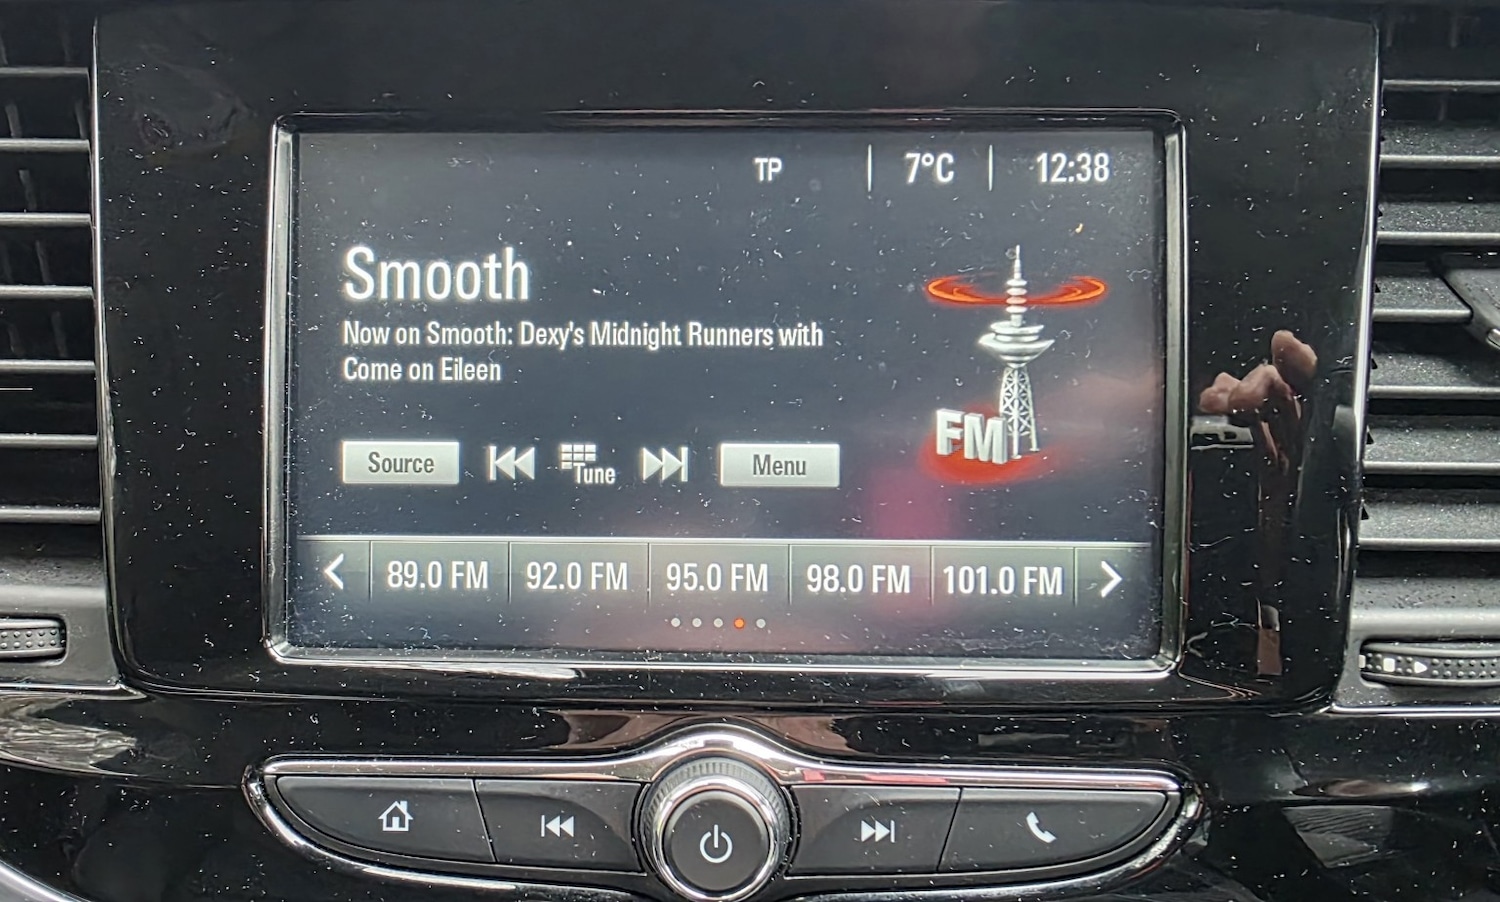 TP
7°C
12:38
Smooth
Now on Smooth: Dexy's Midnight Runners with
Come on Eileen
FM
Source
Tune
Menu
89.0 FM
92.0 FM
95.0 FM
98.0 FM
101.0 FM